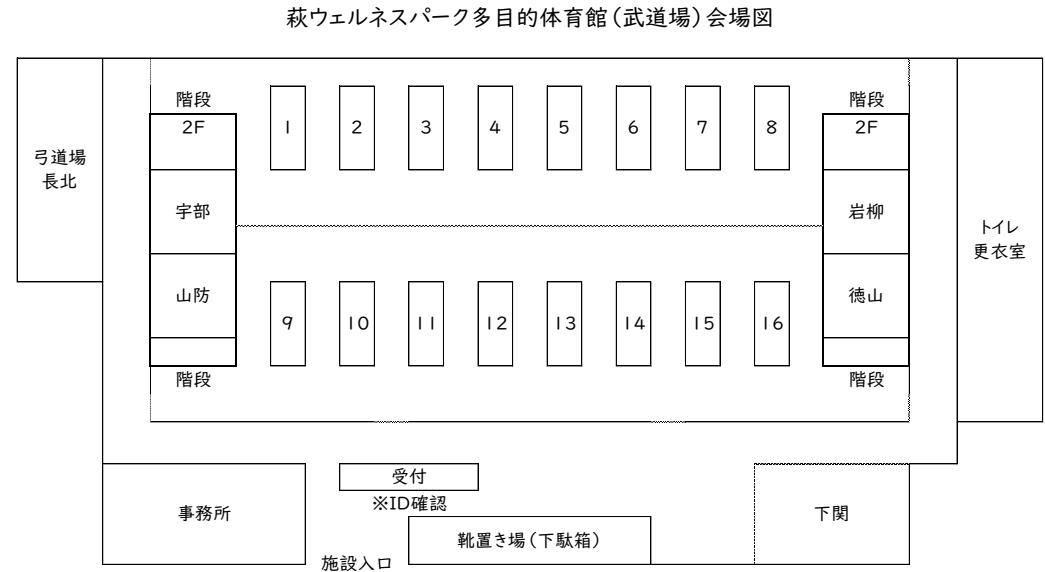 萩ウェルネスパーク多目的体育館（武道場）会場図
階段
2F
弓道場
長北
宇部
山防
階段
1 2 3 4 5 6 7 8
9 10 11 12 13 14 15 16
階段
2F
岩柳
徳山
階段
トイレ
更衣室
受付
※ID確認
事務所
靴置き場（下駄箱）
施設入口
下関